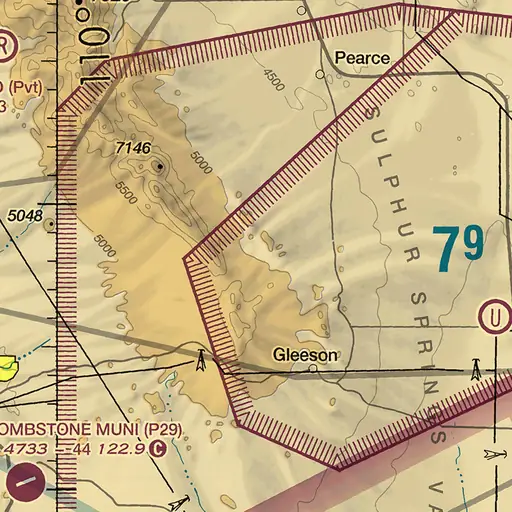 110°
R
(Pvt)
3
Pearce
4500
7146
5000
5500
SULPHUR SPRINGS VA
5048
5000
79
U
Gleeson
OMBSTONE MUNI (P29)
4733 -- 44 122.9 C